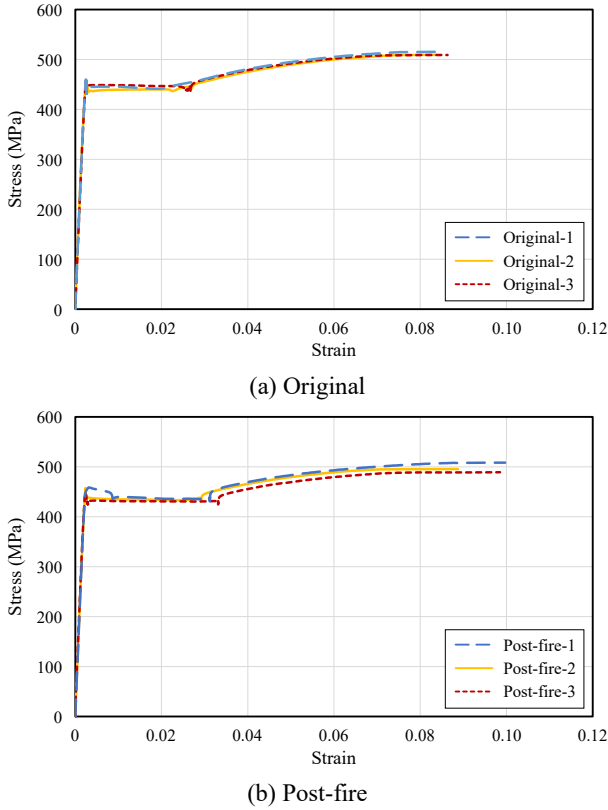 600
500
400
300
200
100
0
Stress (MPa)
Original-1
Original-2
Original-3
0 0.02 0.04 0.06 0.08 0.10 0.12
Strain
(a) Original
600
500
400
300
200
100
0
Stress (MPa)
Post-fire-1
Post-fire-2
Post-fire-3
0 0.02 0.04 0.06 0.08 0.10 0.12
Strain
(b) Post-fire